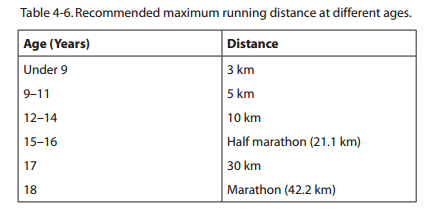 Table 4-6. Recommended maximum running distance at different ages.
Age (Years) Distance
Under 9 3 km
9–11 5 km
12–14 10 km
15–16 Half marathon (21.1 km)
17 30 km
18 Marathon (42.2 km)